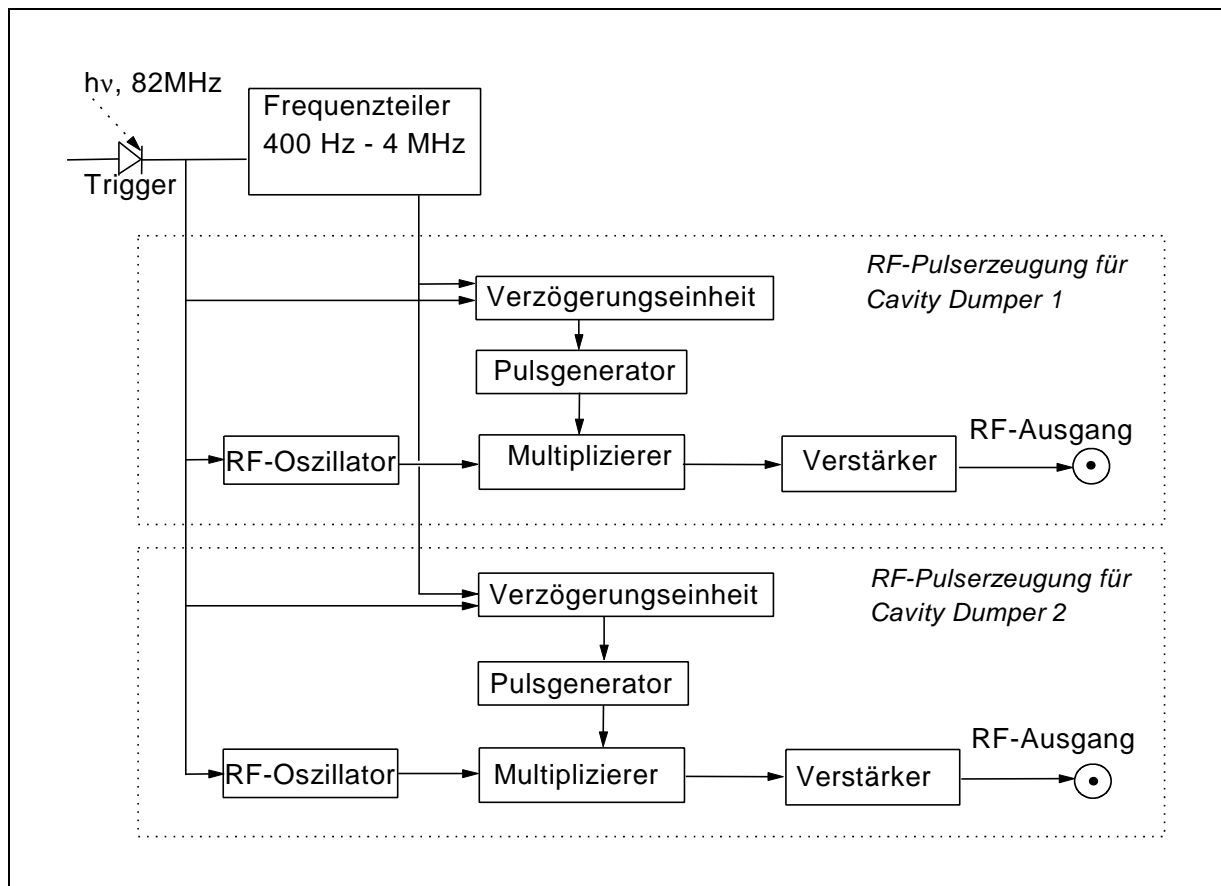 hν, 82MHz
Trigger
Frequenzteiler
400 Hz - 4 MHz
RF-Pulserzeugung für
Cavity Dumper 1
Verzögerungseinheit
Pulsgenerator
RF-Oszillator
Multiplizierer
Verstärker
RF-Ausgang
RF-Pulserzeugung für
Cavity Dumper 2
Verzögerungseinheit
Pulsgenerator
RF-Oszillator
Multiplizierer
Verstärker
RF-Ausgang